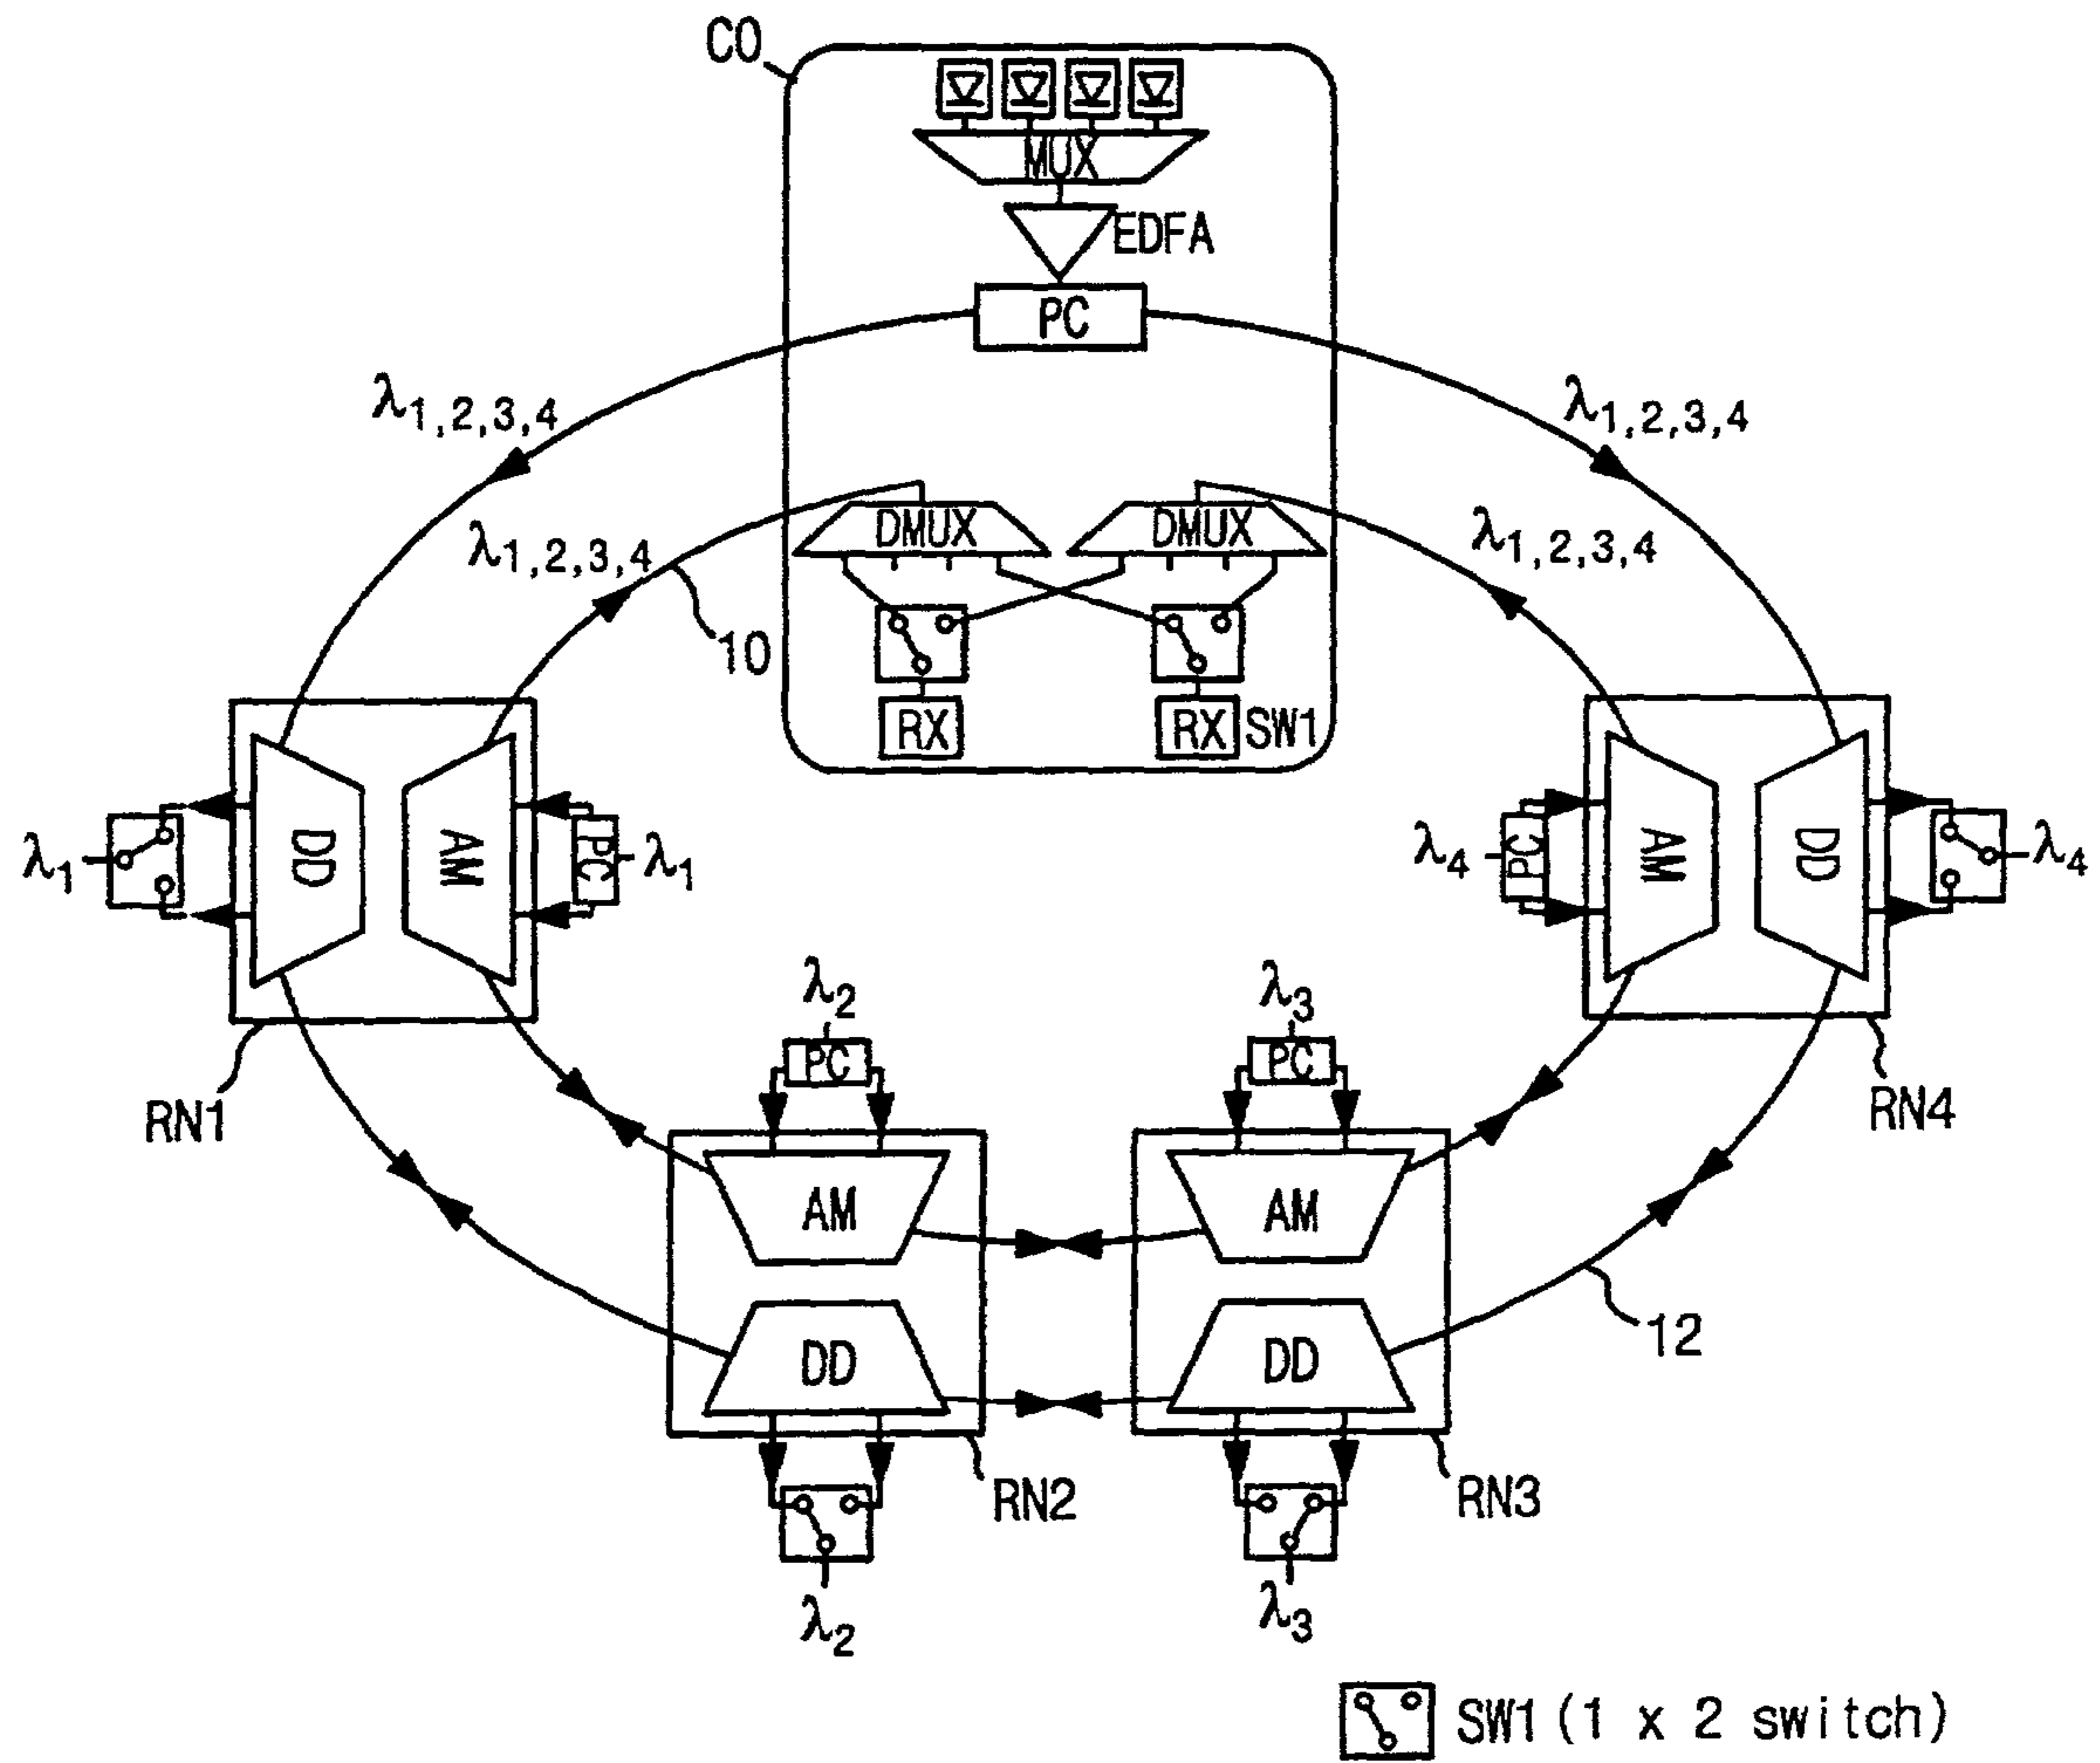 CO
MUX
EDFA
PC
λ1,2,3,4
λ1,2,3,4
λ1,2,3,4
λ1,2,3,4
DMUX
DMUX
10
RX
RX
SW1
λ1
DD
AM
PC
λ1
λ4
PC
AM
DD
λ4
λ2
λ3
PC
PC
RN1
RN4
AM
AM
DD
DD
12
RN2
RN3
λ2
λ3
SW1 (1 x 2 switch)